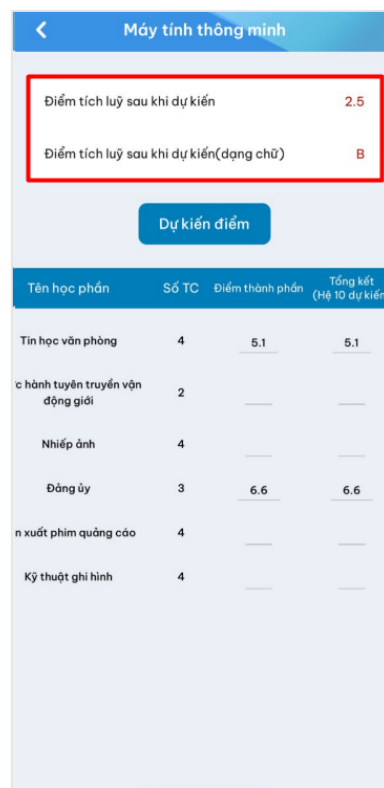 Máy tính thông minh
Điểm tích luỹ sau khi dự kiến 2.5
Điểm tích luỹ sau khi dự kiến(dạng chữ) B
Dự kiến điểm
Tên học phần Số TC Điểm thành phần Tổng kết
(Hệ 10 dự kiến
Tin học văn phòng 4 5.1 5.1
c hành tuyên truyền vận
động giới 2
Nhiếp ảnh 4
Đảng ủy 3 6.6 6.6
n xuất phim quảng cáo 4
Kỹ thuật ghi hình 4